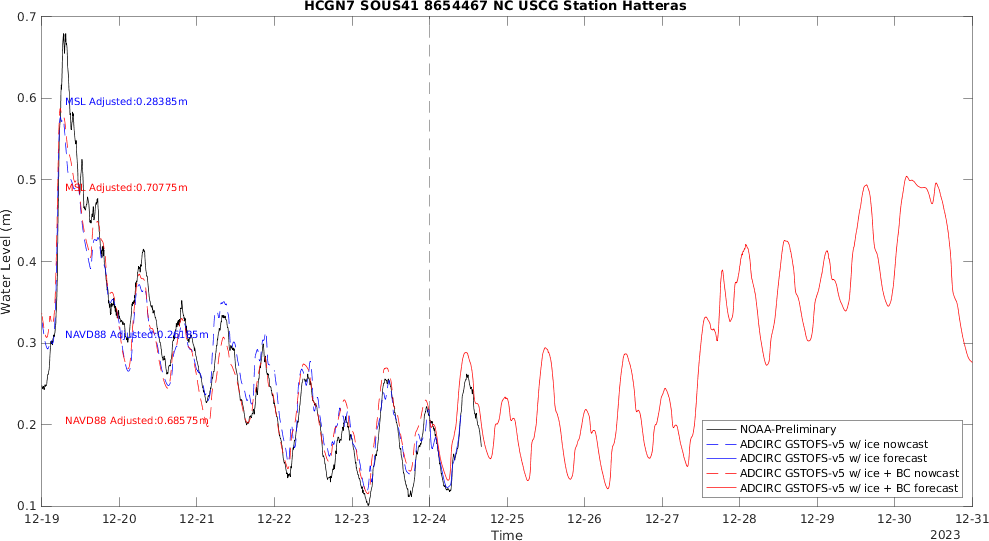 HCGN7 SOUS41 8654467 NC USCG Station Hatteras
0.7
0.6
0.5
0.4
0.3
0.2
0.1
Water Level (m)
MSL Adjusted:0.28385m
MSL Adjusted:0.70775m
NAVD88 Adjusted:0.26185m
NAVD88 Adjusted:0.68575m
NOAA-Preliminary
ADCIRC GSTOFS-v5 w/ ice nowcast
ADCIRC GSTOFS-v5 w/ ice forecast
ADCIRC GSTOFS-v5 w/ ice + BC nowcast
ADCIRC GSTOFS-v5 w/ ice + BC forecast
12-19 12-20 12-21 12-22 12-23 12-24 12-25 12-26 12-27 12-28 12-29 12-30 12-31
Time
2023